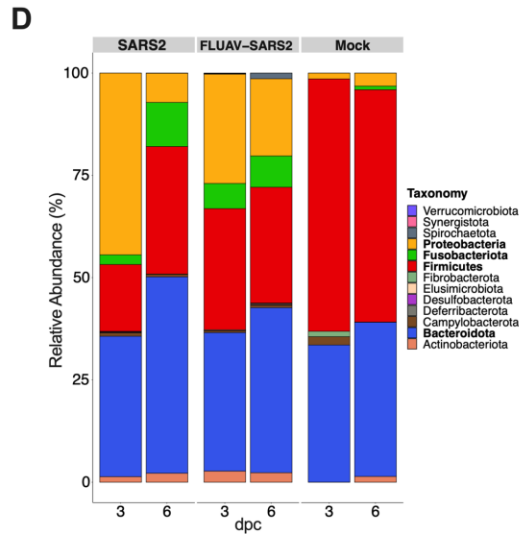 D
SARS2 FLUAV–SARS2 Mock
100
75
50
25
0
Relative Abundance (%)
3 6 3 6 3 6
dpc
Taxonomy
Verrucomicrobiota
Synergistota
Spirochaetota
Proteobacteria
Fusobacteriota
Firmicutes
Fibrobacterota
Elusimicrobiota
Desulfobacterota
Deferribacterota
Campylobacterota
Bacteroidota
Actinobacteriota